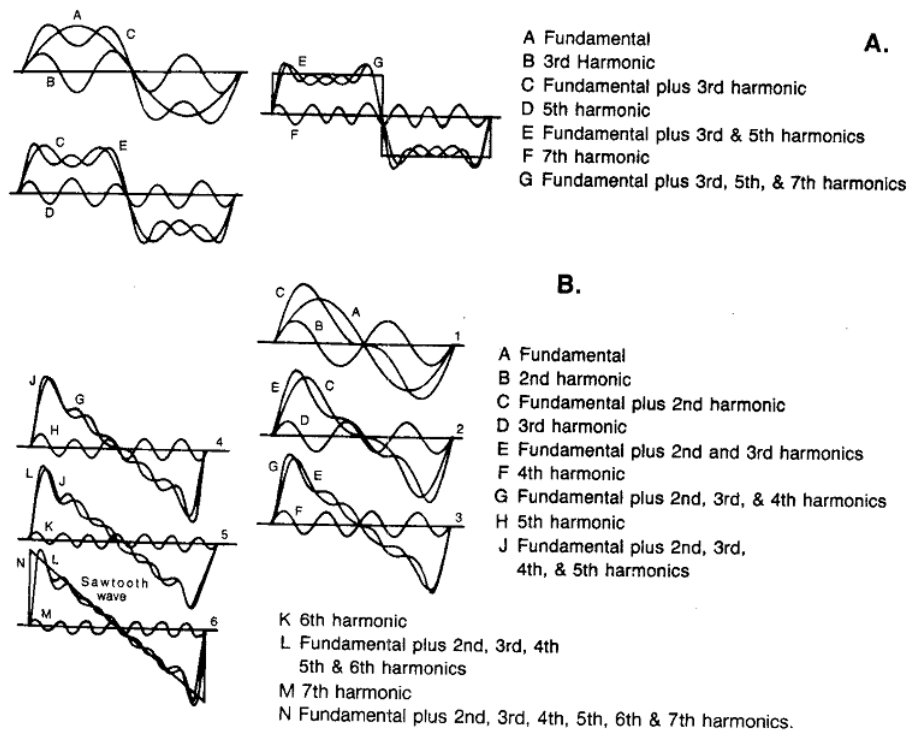 A.
A Fundamental
B 3rd Harmonic
C Fundamental plus 3rd harmonic
D 5th harmonic
E Fundamental plus 3rd & 5th harmonics
F 7th harmonic
G Fundamental plus 3rd, 5th, & 7th harmonics
A
C
B
E
G
F
C
E
D
B.
C
A
B
1
E
C
D
2
G
E
F
3
J
G
H
4
L
J
K
5
N
L
Sawtooth
wave
M
6
A Fundamental
B 2nd harmonic
C Fundamental plus 2nd harmonic
D 3rd harmonic
E Fundamental plus 2nd and 3rd harmonics
F 4th harmonic
G Fundamental plus 2nd, 3rd, & 4th harmonics
H 5th harmonic
J Fundamental plus 2nd, 3rd,
4th, & 5th harmonics
K 6th harmonic
L Fundamental plus 2nd, 3rd, 4th
5th & 6th harmonics
M 7th harmonic
N Fundamental plus 2nd, 3rd, 4th, 5th, 6th & 7th harmonics.